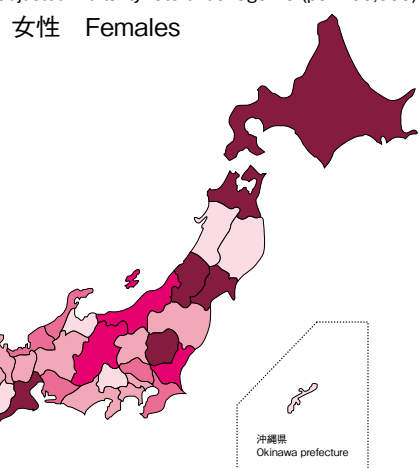 女性 Females
沖縄県
Okinawa prefecture